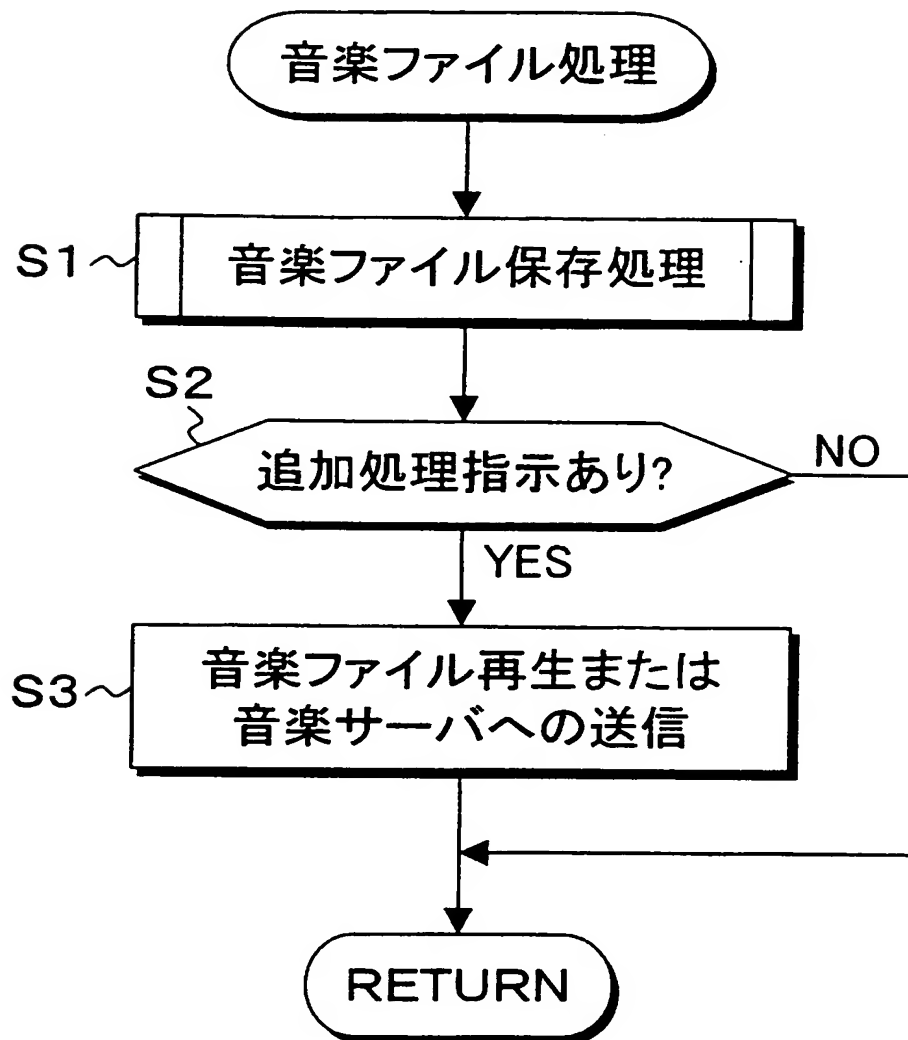 音楽ファイル処理
S1
音楽ファイル保存処理
S2
追加処理指示あり?
NO
YES
S3
音楽ファイル再生または
音楽サーバへの送信
RETURN